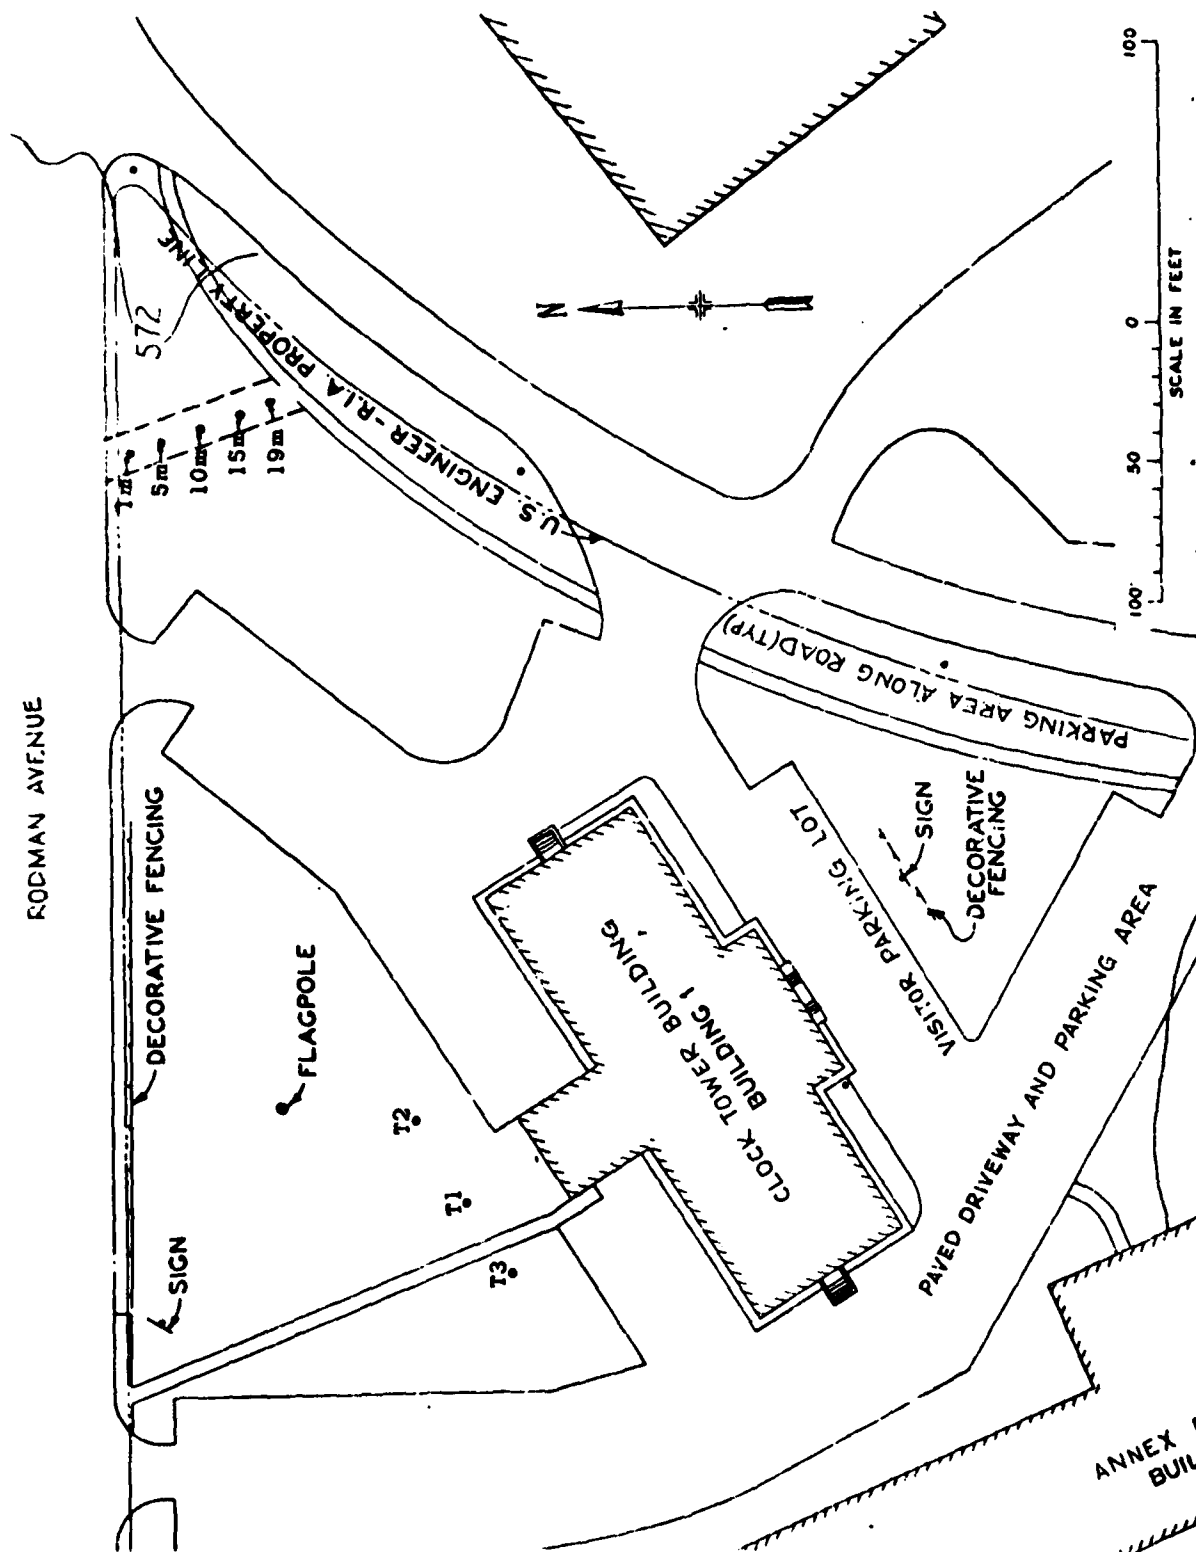 RODMAN AVENUE
DECORATIVE FENCING
SIGN
FLAGPOLE
T1
T2
T3
1m
5m
10m
15m
19m
572
U.S. ENGINEER - R.I.A. PROPERTY LINE
N
CLOCK TOWER BUILDING
BUILDING 1
VISITOR PARKING LOT
SIGN
DECORATIVE
FENCING
PARKING AREA ALONG ROAD (TYP)
PAVED DRIVEWAY AND PARKING AREA
ANNEX
100'
50
0
100
SCALE IN FEET